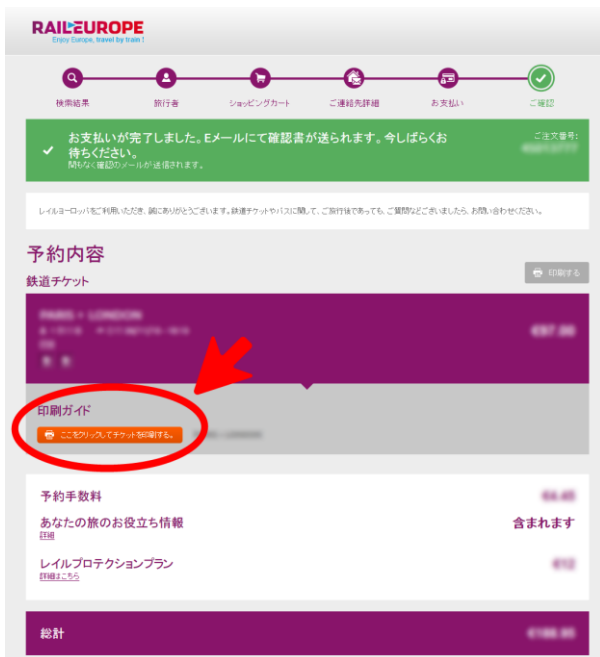 RAILEUROPE
Enjoy Europe, travel by train !
検索結果
旅行者
ショッピングカート
ご連絡先詳細
お支払い
ご確認
お支払いが完了しました。Eメールにて確認書が送られます。今しばらくお
待ちください。
間もなく確認のメールが送信されます。
ご注文番号:
レイルヨーロッパをご利用いただき、誠にありがとうございます。鉄道チケットやパスに関して、ご旅行後であっても、ご質問などございましたら、お問い合わせください。
予約内容
鉄道チケット
印刷する
PARIS > LONDON
€97.00
印刷ガイド
ここをクリックしてチケットを印刷する。
予約手数料
あなたの旅のお役立ち情報
含まれます
詳細
レイルプロテクションプラン
€12
詳細はこちら
総計